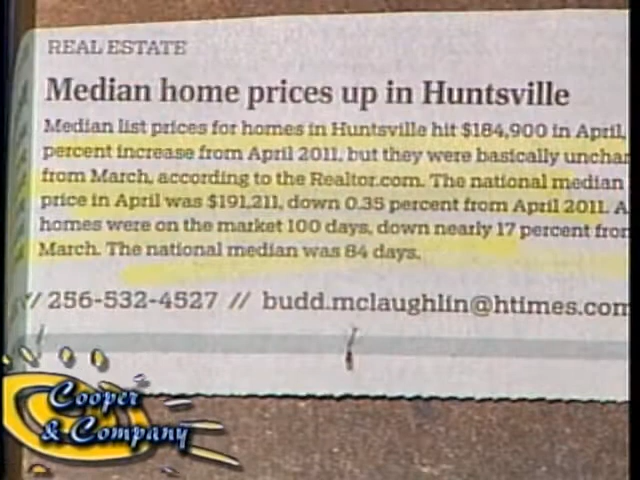 REAL ESTATE
Median home prices up in Huntsville
Median list prices for homes in Huntsville hit $184,900 in April,
percent increase from April 2011, but they were basically unchan
from March, according to the Realtor.com. The national median
price in April was $191,211, down 0.35 percent from April 2011. A
homes were on the market 100 days, down nearly 17 percent from
March. The national median was 84 days.
// 256-532-4527 // budd.mclaughlin@htimes.com
Cooper
& Company